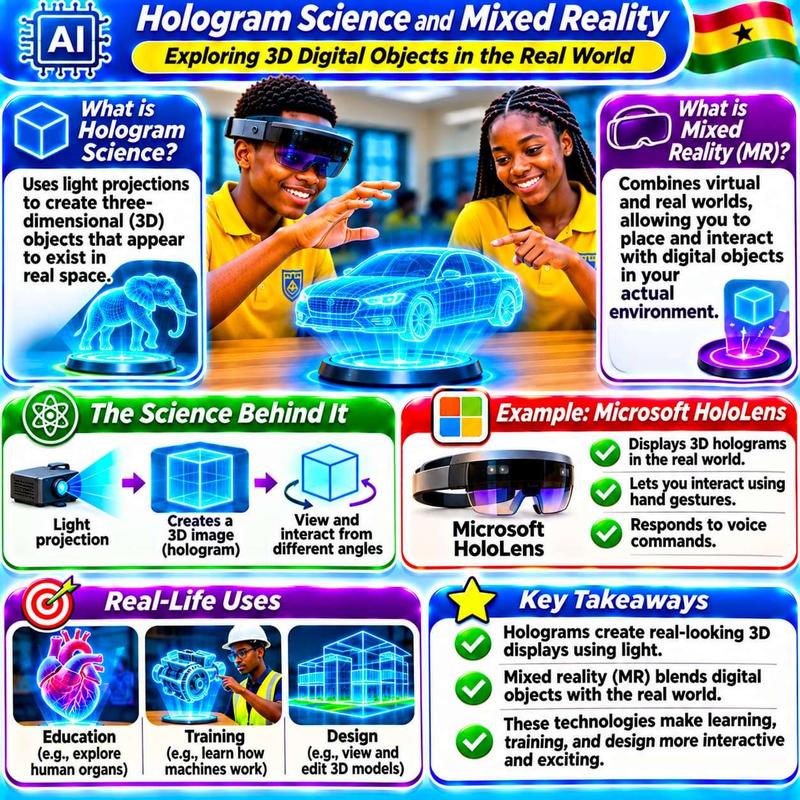 AI
Hologram Science and Mixed Reality
Exploring 3D Digital Objects in the Real World
What is
Hologram
Science?
Uses light projections
to create three-
dimensional (3D)
objects that appear
to exist in
real space.
What is
Mixed
Reality (MR)?
Combines virtual
and real worlds,
allowing you to
place and interact
with digital objects
in your
actual
environment.
The Science Behind It
Light
projection
Creates a
3D image
(hologram)
View and
interact from
different angles
Example: Microsoft HoloLens
Microsoft
HoloLens
Displays 3D holograms
in the real world.
Lets you interact using
hand gestures.
Responds to voice
commands.
Real-Life Uses
Education
(e.g., explore
human organs)
Training
(e.g., learn how
machines work)
Design
(e.g., view and
edit 3D models)
Key Takeaways
Holograms create real-looking 3D
displays using light.
Mixed reality (MR) blends digital
objects with the real world.
These technologies make learning,
training, and design more interactive
and exciting.